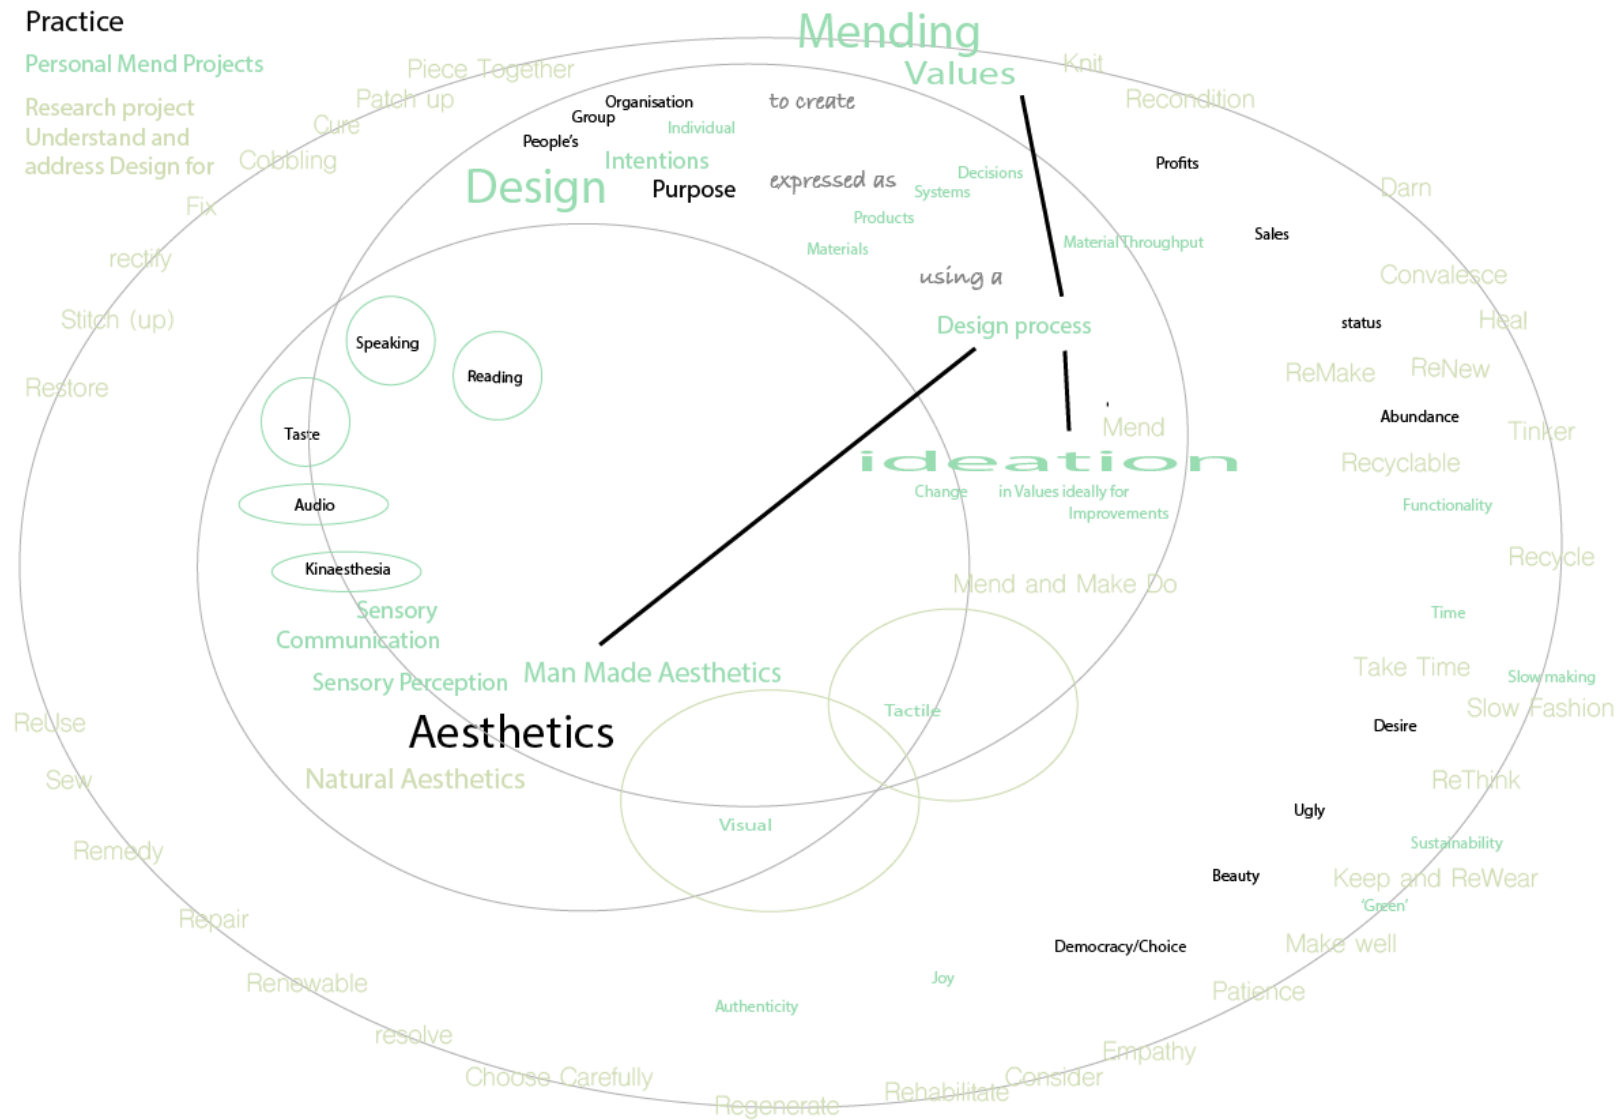 Practice
Personal Mend Projects
Research project
Understand and
address Design for
Mending
Values
Piece Together
Patch up
Cure
Cobbling
Fix
rectify
Stitch (up)
Restore
Knit
Recondition
Darn
Convalesce
Heal
Organisation
Group
People's
Individual
Intentions
Design
Purpose
to create
expressed as
Decisions
Systems
Products
Materials
Material Throughput
using a
Design process
Profits
Sales
status
ReMake
ReNew
Abundance
Tinker
Recyclable
Functionality
Recycle
Speaking
Reading
Taste
Audio
Kinaesthesia
Sensory
Communication
Sensory Perception
Man Made Aesthetics
Aesthetics
Natural Aesthetics
Mend
ideation
Change in Values ideally for
Improvements
Mend and Make Do
Tactile
Visual
Time
Take Time
Slow making
Slow Fashion
Desire
ReThink
Ugly
Sustainability
Beauty
Keep and ReWear
'Green'
Democracy/Choice
Make well
Joy
Patience
Authenticity
ReUse
Sew
Remedy
Repair
Renewable
resolve
Choose Carefully
Regenerate
Rehabilitate
Consider
Empathy